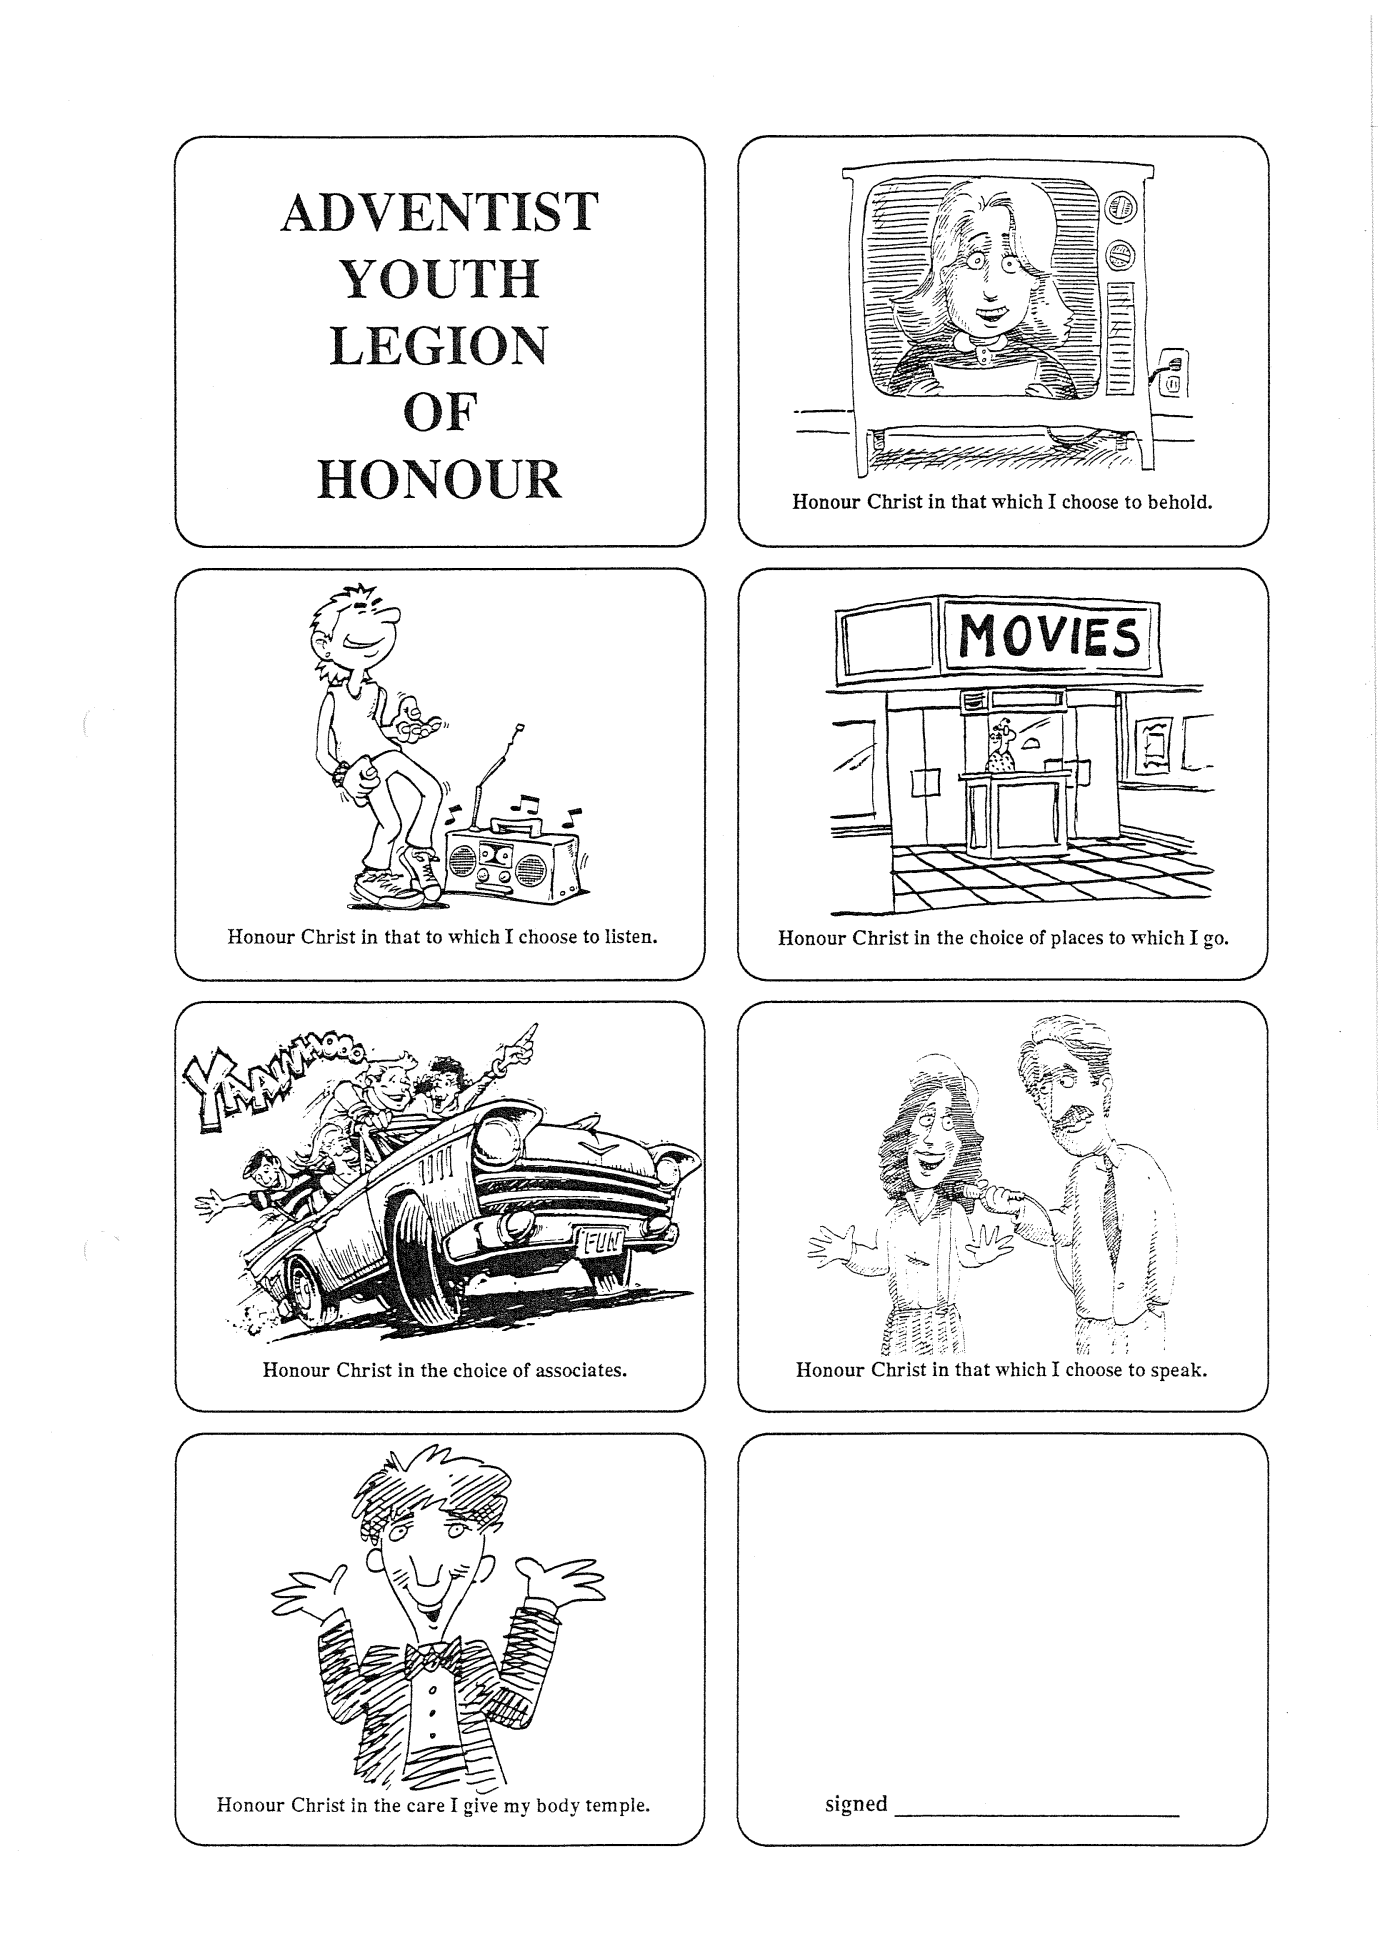 ADVENTIST
YOUTH
LEGION
OF
HONOUR
Honour Christ in that which I choose to behold.
Honour Christ in that to which I choose to listen.
MOVIES
Honour Christ in the choice of places to which I go.
YAAWHOOO
FUN
Honour Christ in the choice of associates.
Honour Christ in that which I choose to speak.
Honour Christ in the care I give my body temple.
signed